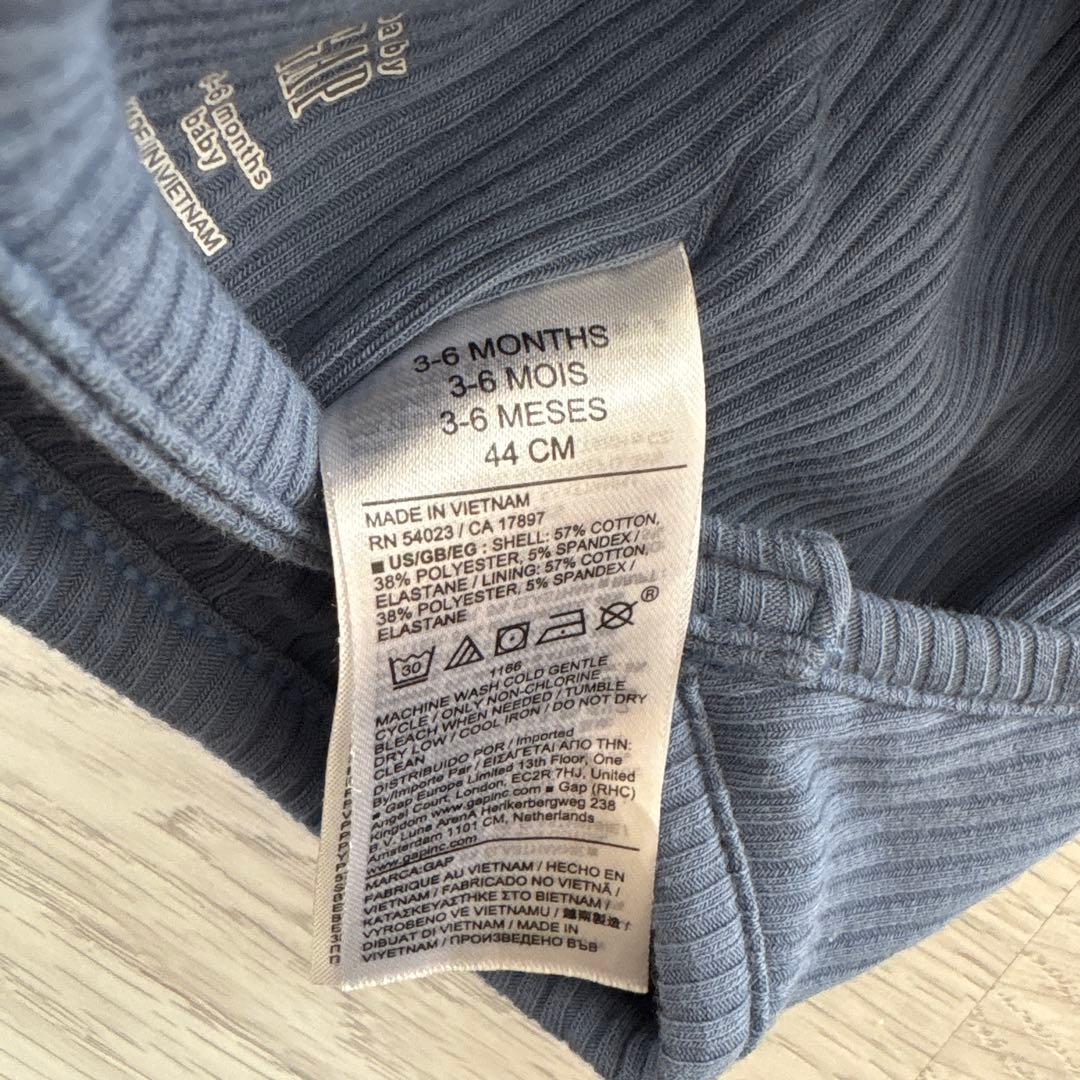 baby
GAP
months
baby
MADE IN VIETNAM
3-6 MONTHS
3-6 MOIS
3-6 MESES
44 CM
MADE IN VIETNAM
RN 54023 / CA 17897
■ US/GB/EG : SHELL: 57% COTTON,
38% POLYESTER, 5% SPANDEX /
ELASTANE / LINING: 57% COTTON,
38% POLYESTER, 5% SPANDEX /
ELASTANE
30
®
1166
MACHINE WASH COLD GENTLE
CYCLE / ONLY NON-CHLORINE
BLEACH WHEN NEEDED / TUMBLE
DRY LOW / COOL IRON / DO NOT DRY
CLEAN
DISTRIBUIDO POR / Imported
By/Importe Par / ΕΙΣΑΓΕΤΑΙ ΑΠΟ ΤΗΝ:
■ Gap Europe Limited 13th Floor, One
Angel Court, London, EC2R 7HJ, United
Kingdom www.gapinc.com ■ Gap (RHC)
B.V. Luna ArenA Herikerbergweg 238
Amsterdam 1101 CM, Netherlands
www.gapinc.com
MARCA:GAP
FABRIQUE AU VIETNAM / HECHO EN
VIETNAM / FABRICADO NO VIETNÃ /
ΚΑΤΑΣΚΕΥΑΣΤΗΚΕ ΣΤΟ ΒΙΕΤΝΑΜ /
VYROBENO VE VIETNAMU / 越南製造 /
DIBUAT DI VIETNAM / MADE IN
VIYETNAM / ПРОИЗВЕДЕНО ВЪВ